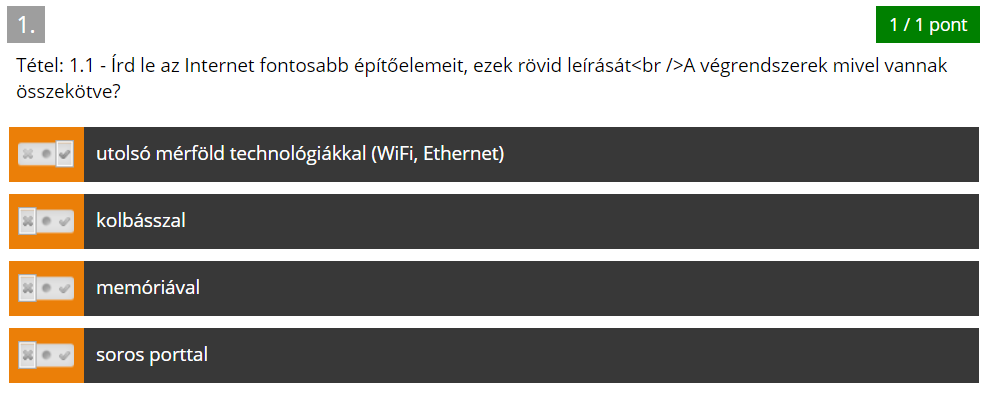 1.
1 / 1 pont
Tétel: 1.1 - Írd le az Internet fontosabb építőelemeit, ezek rövid leírását<br />A végrendszerek mivel vannak
összekötve?
utolsó mérföld technológiákkal (WiFi, Ethernet)
kolbásszal
memóriával
soros porttal